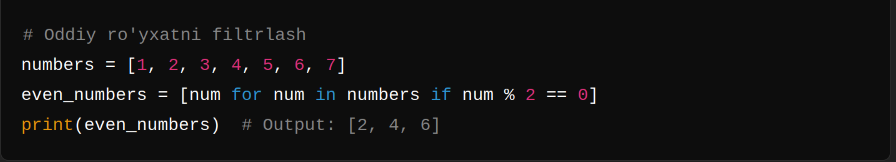 # Oddiy ro'yxatni filtrlash
numbers = [1, 2, 3, 4, 5, 6, 7]
even_numbers = [num for num in numbers if num % 2 == 0]
print(even_numbers)  # Output: [2, 4, 6]